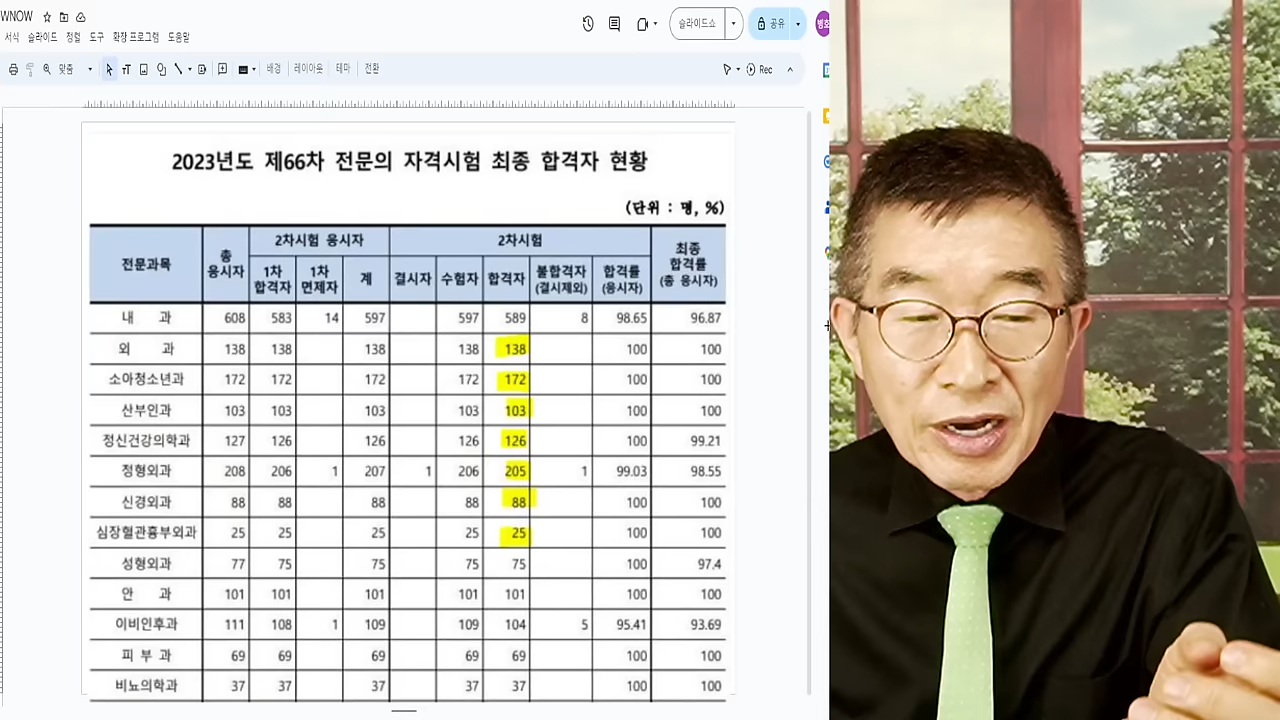 WNOW
서식 슬라이드 정렬 도구 확장 프로그램 도움말
슬라이드쇼
공유
병호
맞춤
배경 레이아웃 테마 전환
Rec
2023년도 제66차 전문의 자격시험 최종 합격자 현황
(단위 : 명, %)
전문과목 총 응시자 2차시험 응시자 2차시험 최종 합격률 (총 응시자)
1차 합격자 1차 면제자 계 결시자 수험자 합격자 불합격자 (결시제외) 합격률 (응시자)
내 과 608 583 14 597 597 589 8 98.65 96.87
외 과 138 138 138 138 138 100 100
소아청소년과 172 172 172 172 172 100 100
산부인과 103 103 103 103 103 100 100
정신건강의학과 127 126 126 126 126 100 99.21
정형외과 208 206 1 207 1 206 205 1 99.03 98.55
신경외과 88 88 88 88 88 100 100
심장혈관흉부외과 25 25 25 25 25 100 100
성형외과 77 75 75 75 75 100 97.4
안 과 101 101 101 101 101 100 100
이비인후과 111 108 1 109 109 104 5 95.41 93.69
피 부 과 69 69 69 69 69 100 100
비뇨의학과 37 37 37 37 37 100 100